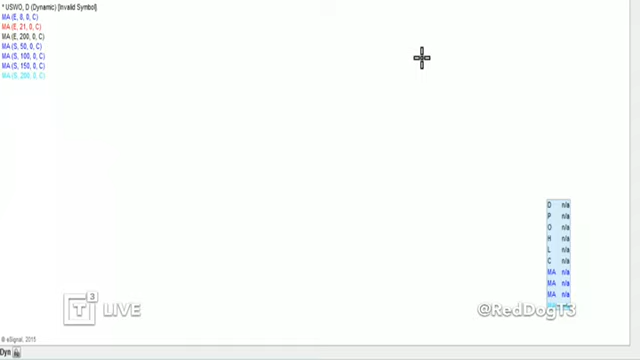 * USWO, D (Dynamic) [Invalid Symbol]
MA (E, 8, 0, C)
MA (E, 21, 0, C)
MA (E, 200, 0, C)
MA (S, 50, 0, C)
MA (S, 100, 0, C)
MA (S, 150, 0, C)
MA (S, 200, 0, C)
D n/a
P n/a
O n/a
H n/a
L n/a
C n/a
MA n/a
MA n/a
MA n/a
T3 LIVE
@RedDogT3
© eSignal, 2015
Dyn